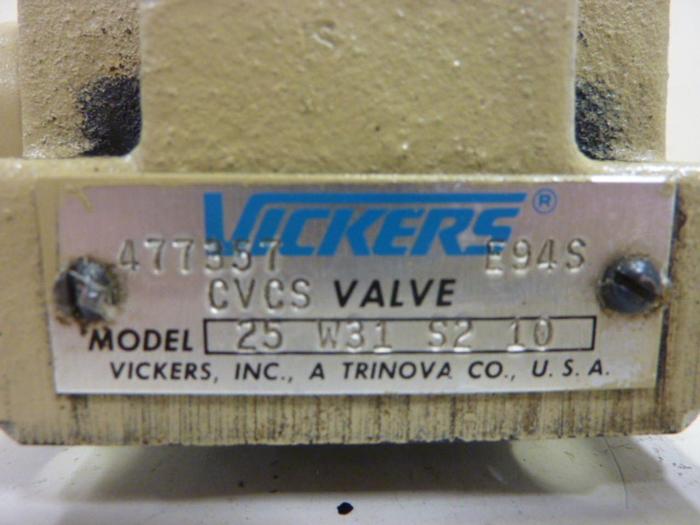 VICKERS®
477357 E94S
CVCS VALVE
MODEL 25 W31 S2 10
VICKERS, INC., A TRINOVA CO., U.S.A.